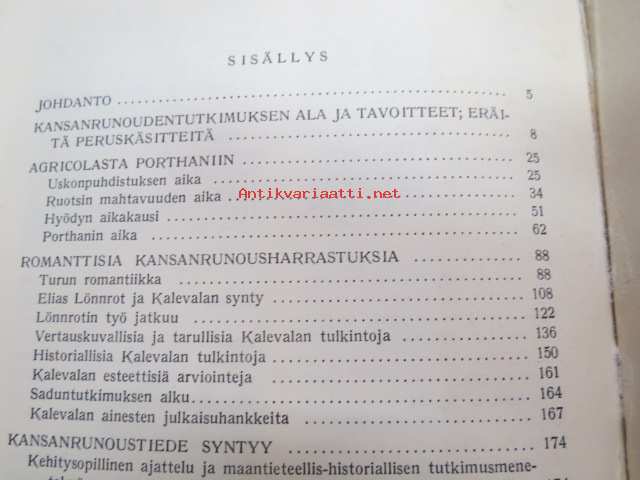 SISÄLLYS
JOHDANTO 5
KANSANRUNOUDENTUTKIMUKSEN ALA JA TAVOITTEET; ERÄI-
TÄ PERUSKÄSITTEITÄ 8
AGRICOLASTA PORTHANIIN 25
Uskonpuhdistuksen aika 25
Antikvariaatti.net
Ruotsin mahtavuuden aika 34
Hyödyn aikakausi 51
Porthanin aika 62
ROMANTTISIA KANSANRUNOUSHARRASTUKSIA 88
Turun romantiikka 88
Elias Lönnrot ja Kalevalan synty 108
Lönnrotin työ jatkuu 122
Vertauskuvallisia ja tarullisia Kalevalan tulkintoja 136
Historiallisia Kalevalan tulkintoja 150
Kalevalan esteettisiä arviointeja 161
Saduntutkimuksen alku 164
Kalevalan ainesten julkaisuhankkeita 167
KANSANRUNOUSTIEDE SYNTYY 174
Kehitysopillinen ajattelu ja maantieteellis-historiallisen tutkimusmene-